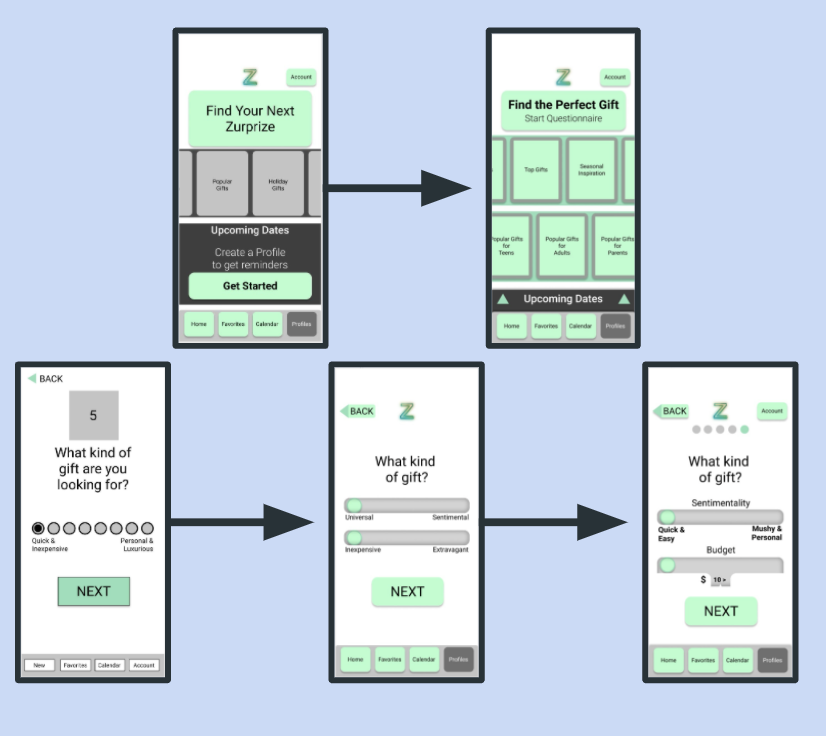 Z
Account
Find Your Next
Zurprize
Popular
Gifts
Holiday
Gifts
Upcoming Dates
Create a Profile
to get reminders
Get Started
Home
Favorites
Calendar
Profiles
Z
Account
Find the Perfect Gift
Start Questionnaire
Top Gifts
Seasonal
Inspiration
Popular Gifts
for
Teens
Popular Gifts
for
Adults
Popular Gifts
for
Parents
Upcoming Dates
Home
Favorites
Calendar
Profiles
BACK
5
What kind of
gift are you
looking for?
Quick &
Inexpensive
Personal &
Luxurious
NEXT
New
Favorites
Calendar
Account
BACK
Z
What kind
of gift?
Universal
Sentimental
Inexpensive
Extravagant
NEXT
Home
Favorites
Calendar
Profiles
BACK
Z
Account
What kind
of gift?
Sentimentality
Quick &
Easy
Mushy &
Personal
Budget
$ 10
NEXT
Home
Favorites
Calendar
Profiles